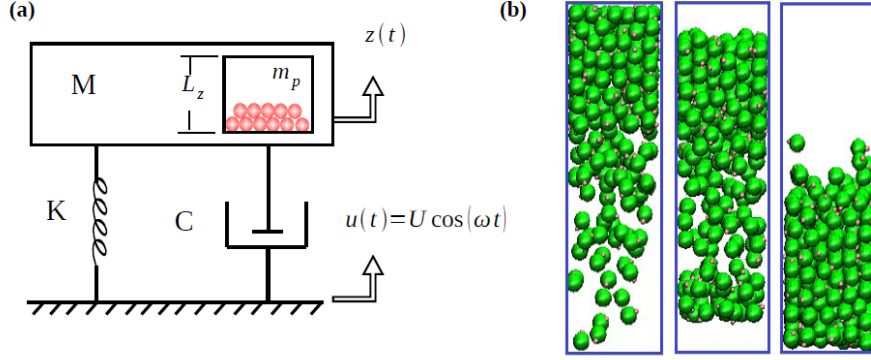 (a)
(b)
z(t)
M
L_z
m_p
K
C
u(t)=U cos(ωt)